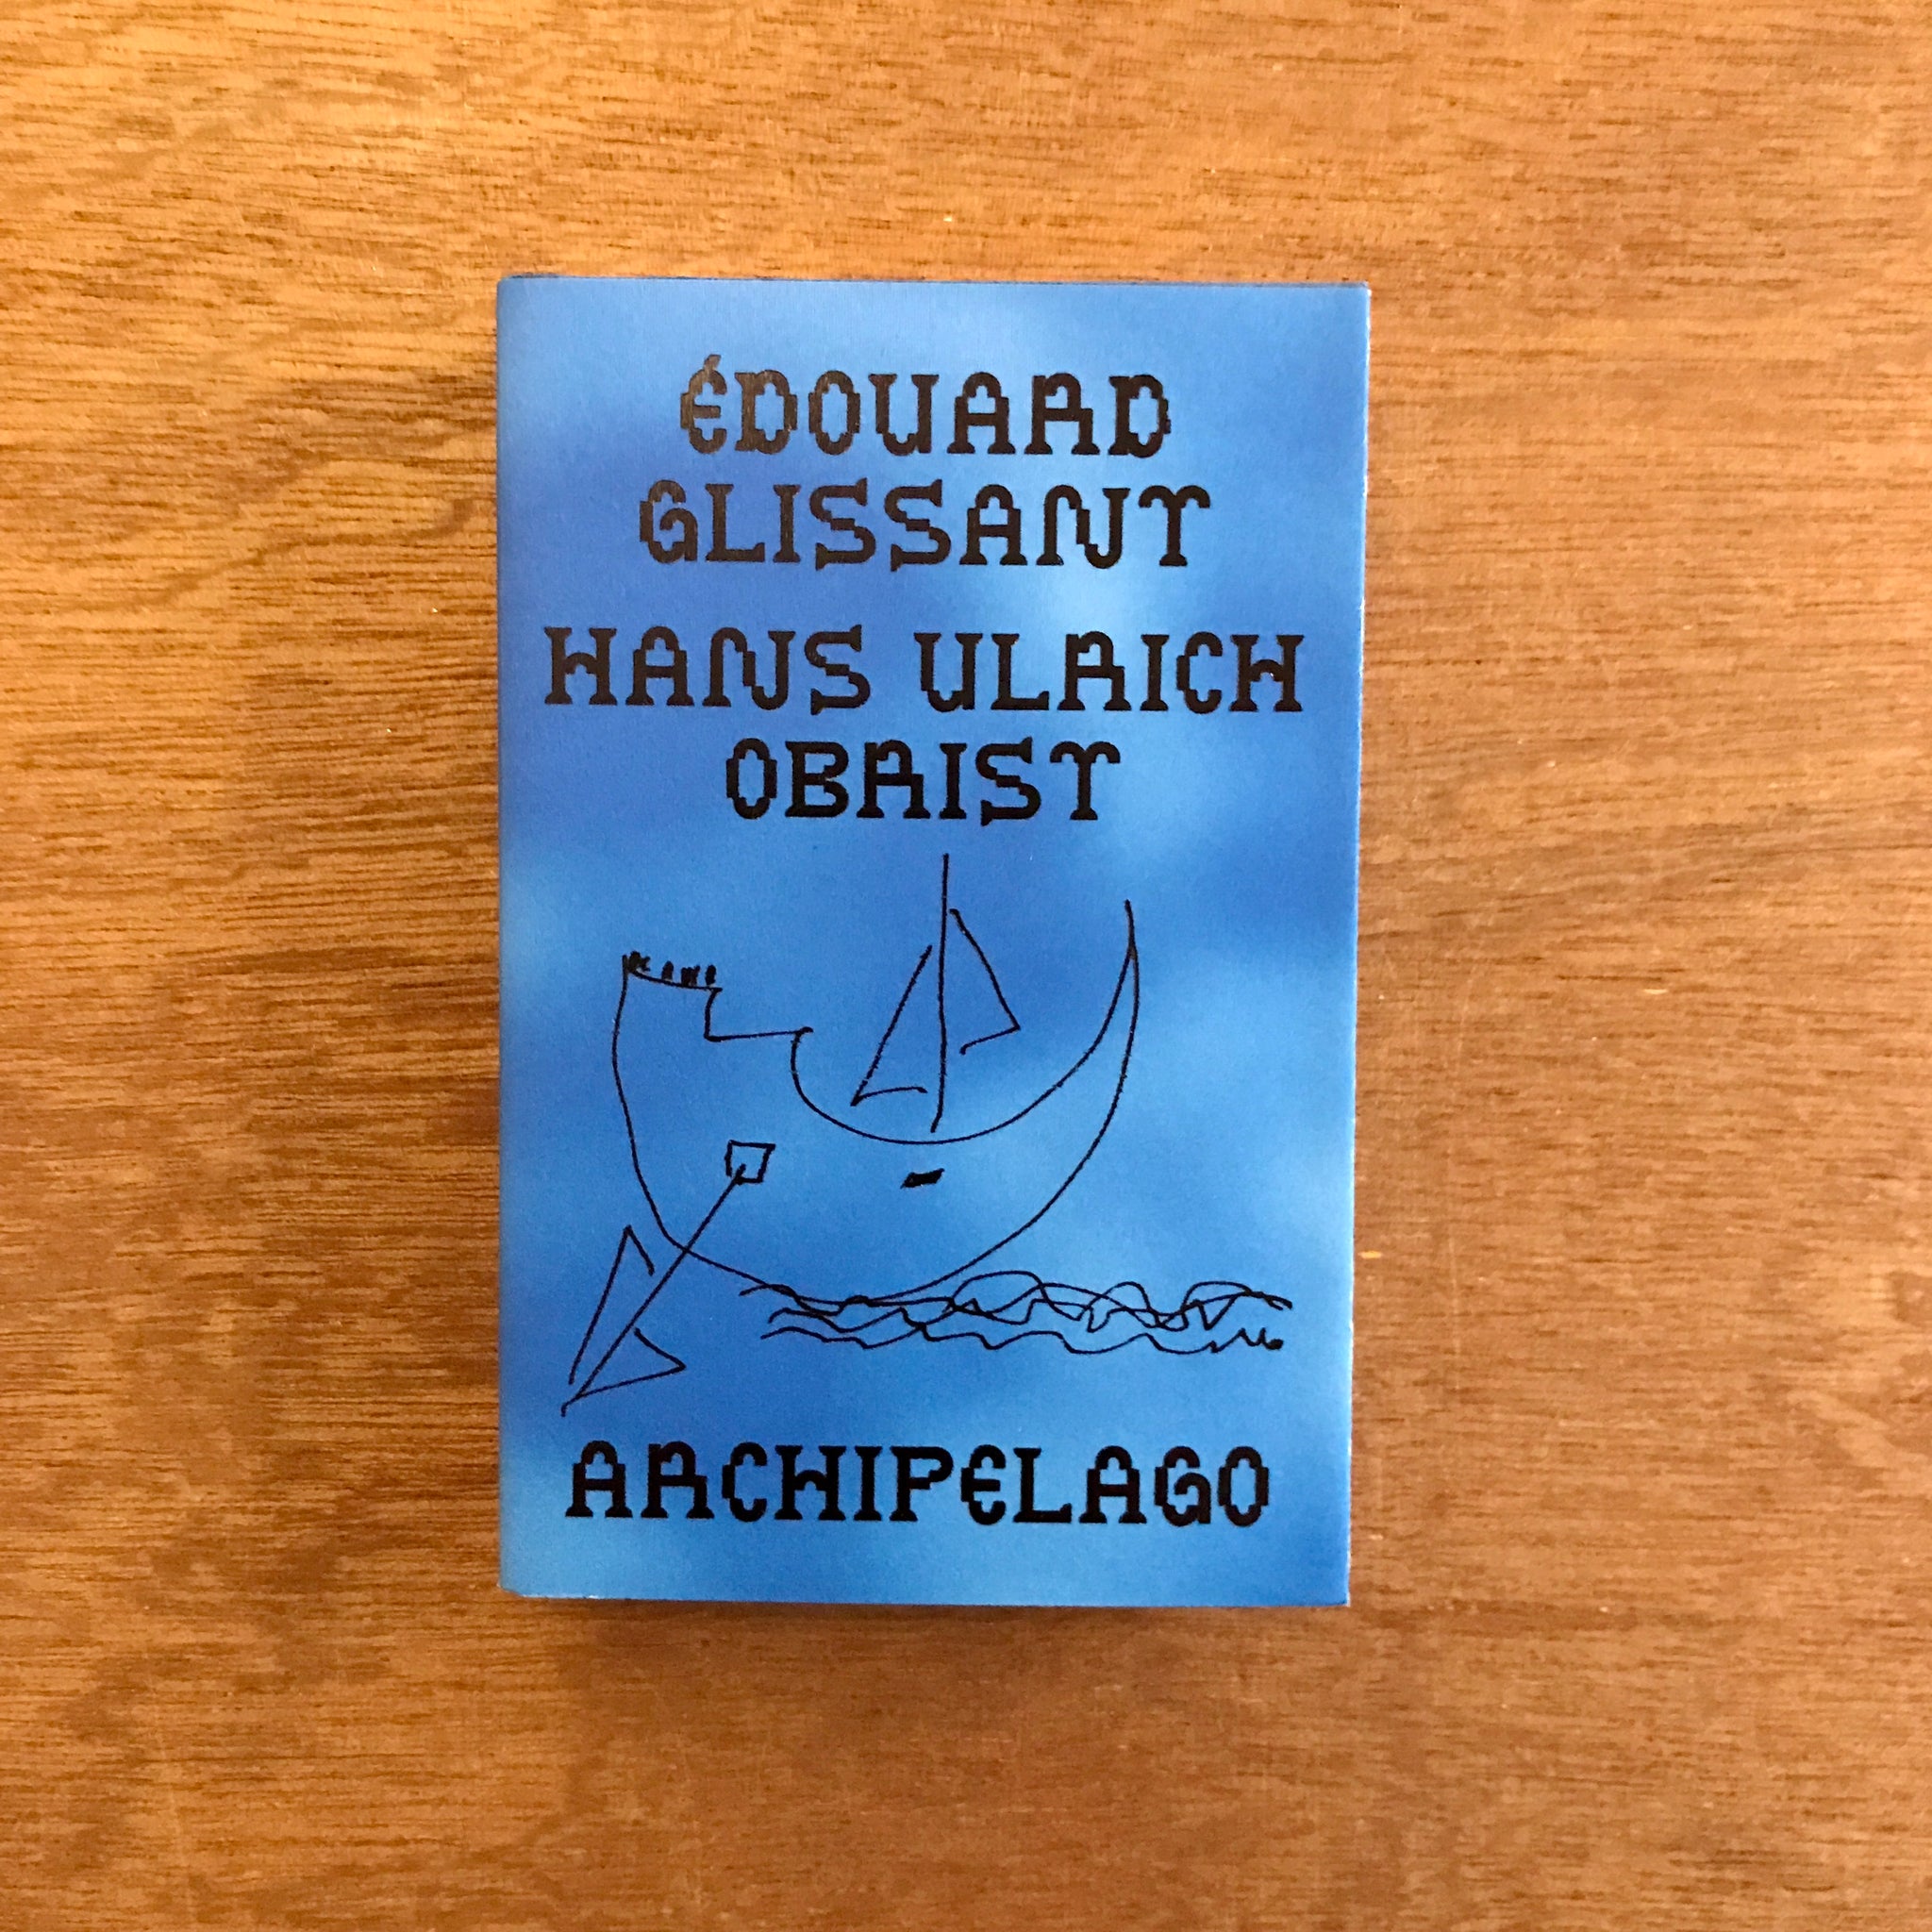 ÉDOUARD
GLISSANT
HANS ULRICH
OBRIST
ARCHIPELAGO